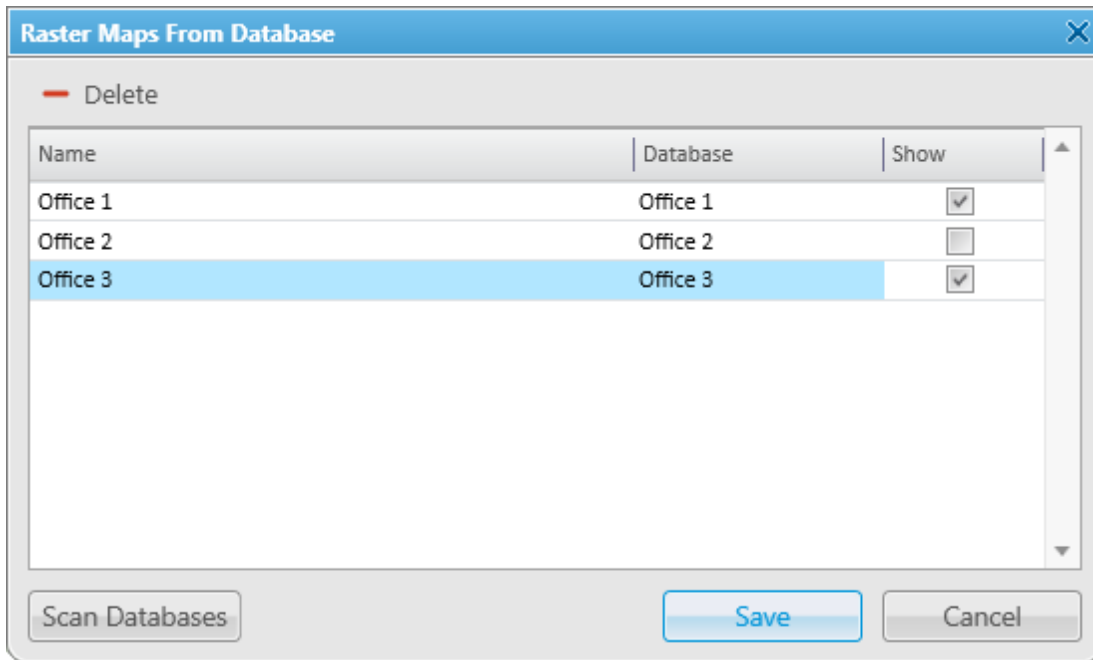 Raster Maps From Database
Delete
Name Database Show
Office 1 Office 1
Office 2 Office 2
Office 3 Office 3
Scan Databases Save Cancel